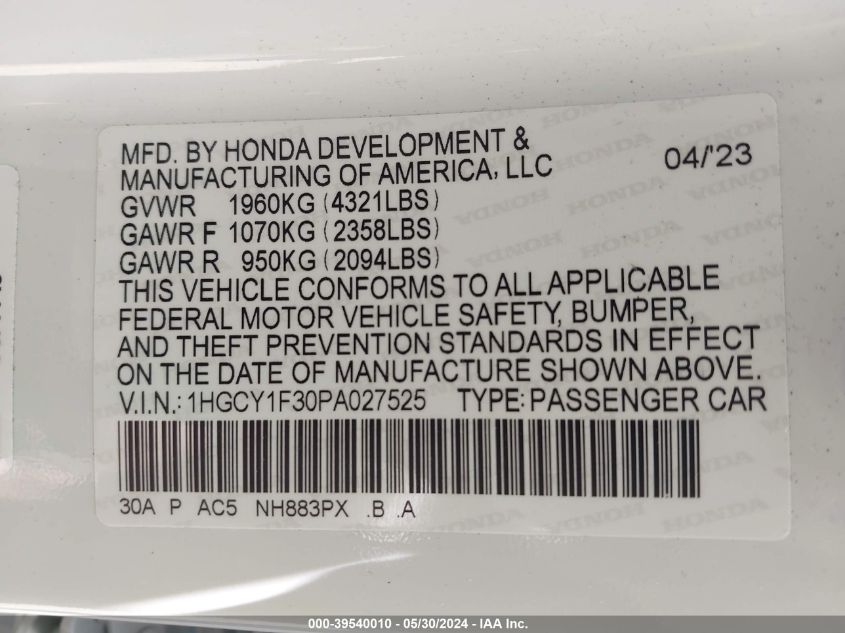 MFD. BY HONDA DEVELOPMENT &
MANUFACTURING OF AMERICA, LLC 04/'23
GVWR 1960KG (4321LBS)
GAWR F 1070KG (2358LBS)
GAWR R 950KG (2094LBS)
THIS VEHICLE CONFORMS TO ALL APPLICABLE
FEDERAL MOTOR VEHICLE SAFETY, BUMPER,
AND THEFT PREVENTION STANDARDS IN EFFECT
ON THE DATE OF MANUFACTURE SHOWN ABOVE.
V.I.N.: 1HGCY1F30PA027525 TYPE: PASSENGER CAR
30A P AC5 NH883PX .B .A
000-39540010 - 05/30/2024 - IAA Inc.